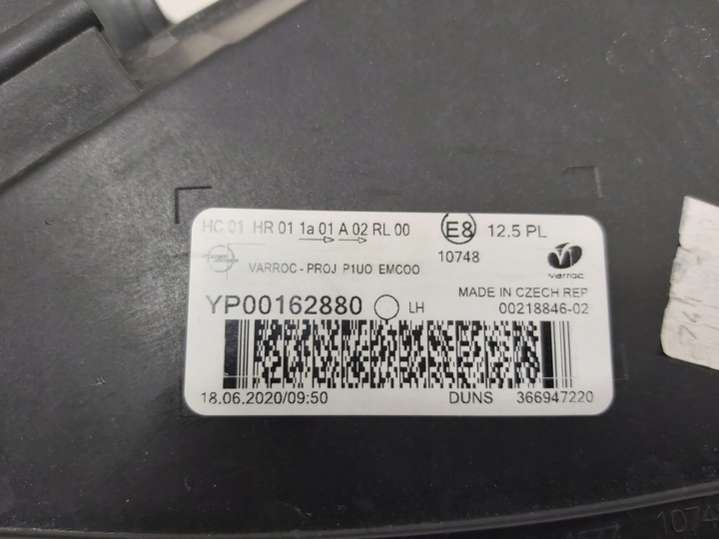 HC 01 HR 01 1a 01 A 02 RL 00
E8
12.5 PL
10748
VARROC - PROJ P1UO EMCOO
varroc
MADE IN CZECH REP
YP00162880
LH
00218846-02
18.06.2020/09:50
DUNS 366947220